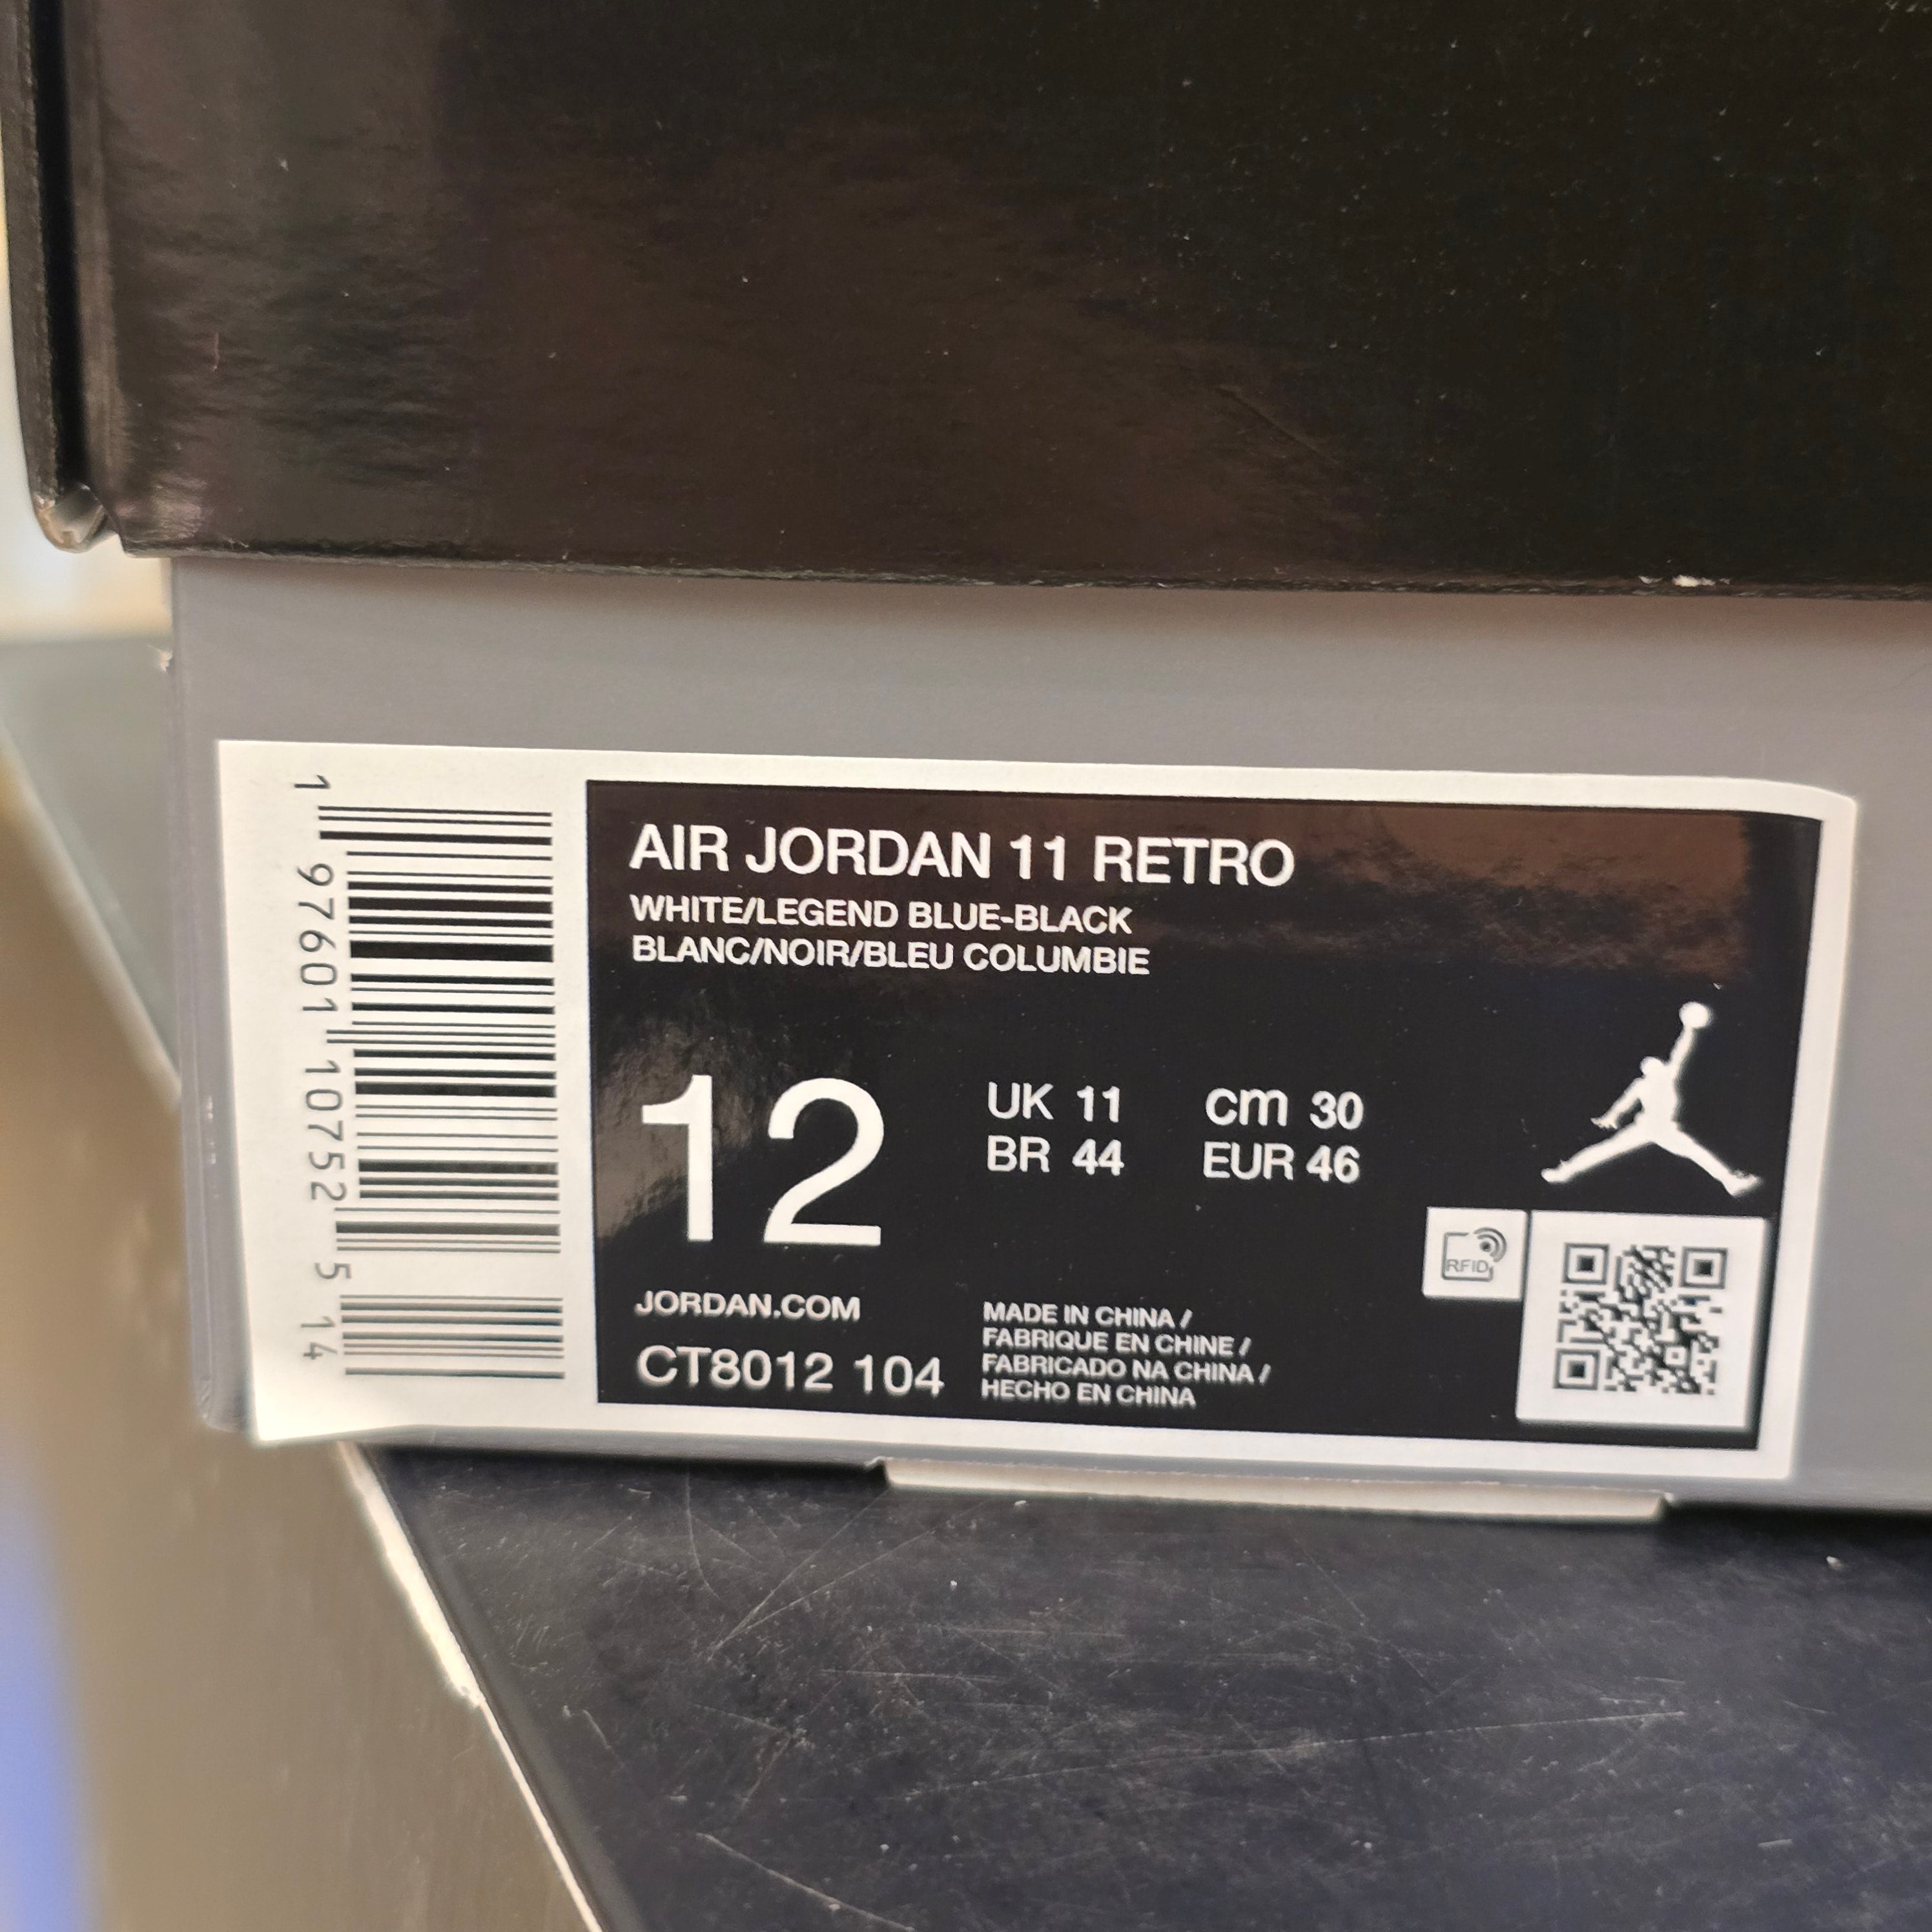 1 97601 10752 5 14
AIR JORDAN 11 RETRO
WHITE/LEGEND BLUE-BLACK
BLANC/NOIR/BLEU COLUMBIE
12
UK 11
BR 44
cm 30
EUR 46
RFID
JORDAN.COM
CT8012 104
MADE IN CHINA /
FABRIQUE EN CHINE /
FABRICADO NA CHINA /
HECHO EN CHINA